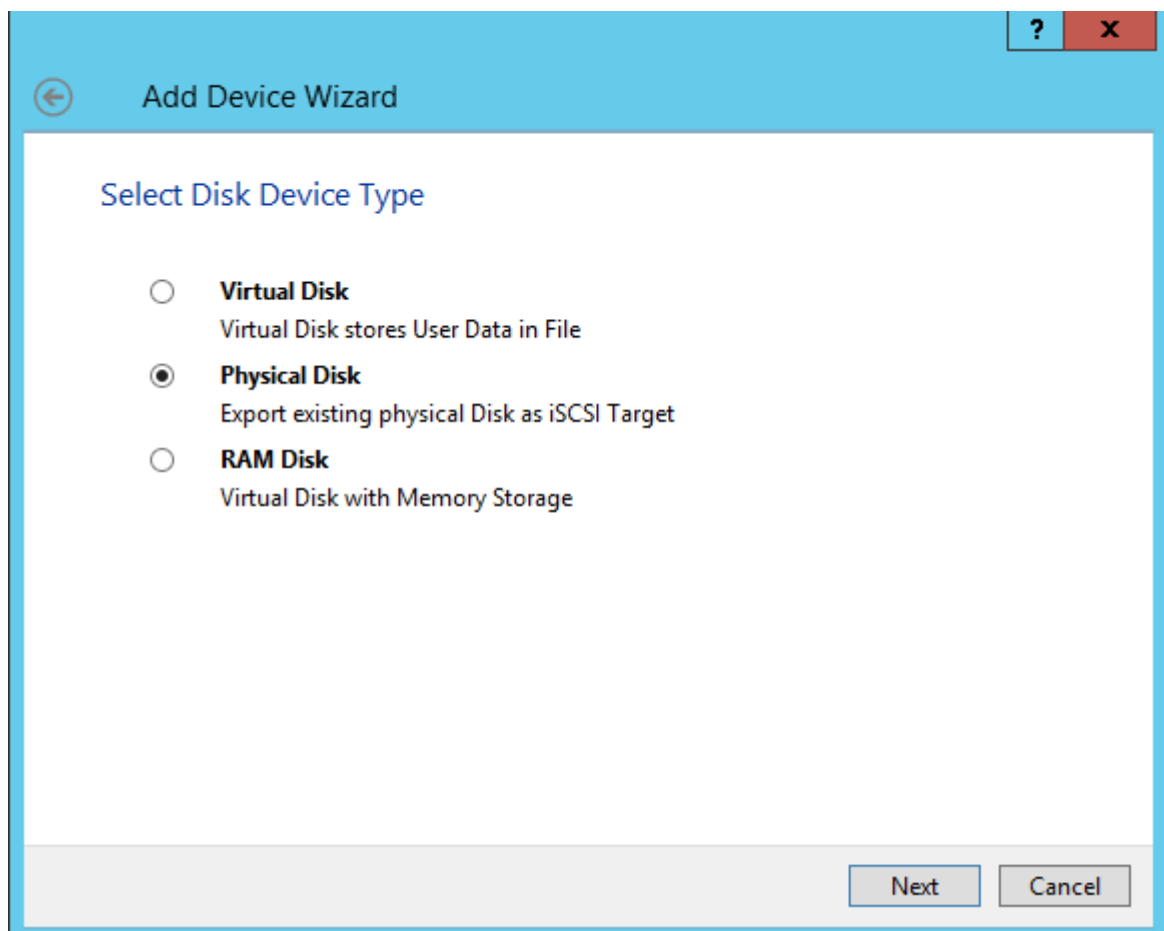 ? x
Add Device Wizard
Select Disk Device Type
Virtual Disk
Virtual Disk stores User Data in File
Physical Disk
Export existing physical Disk as iSCSI Target
RAM Disk
Virtual Disk with Memory Storage
Next Cancel